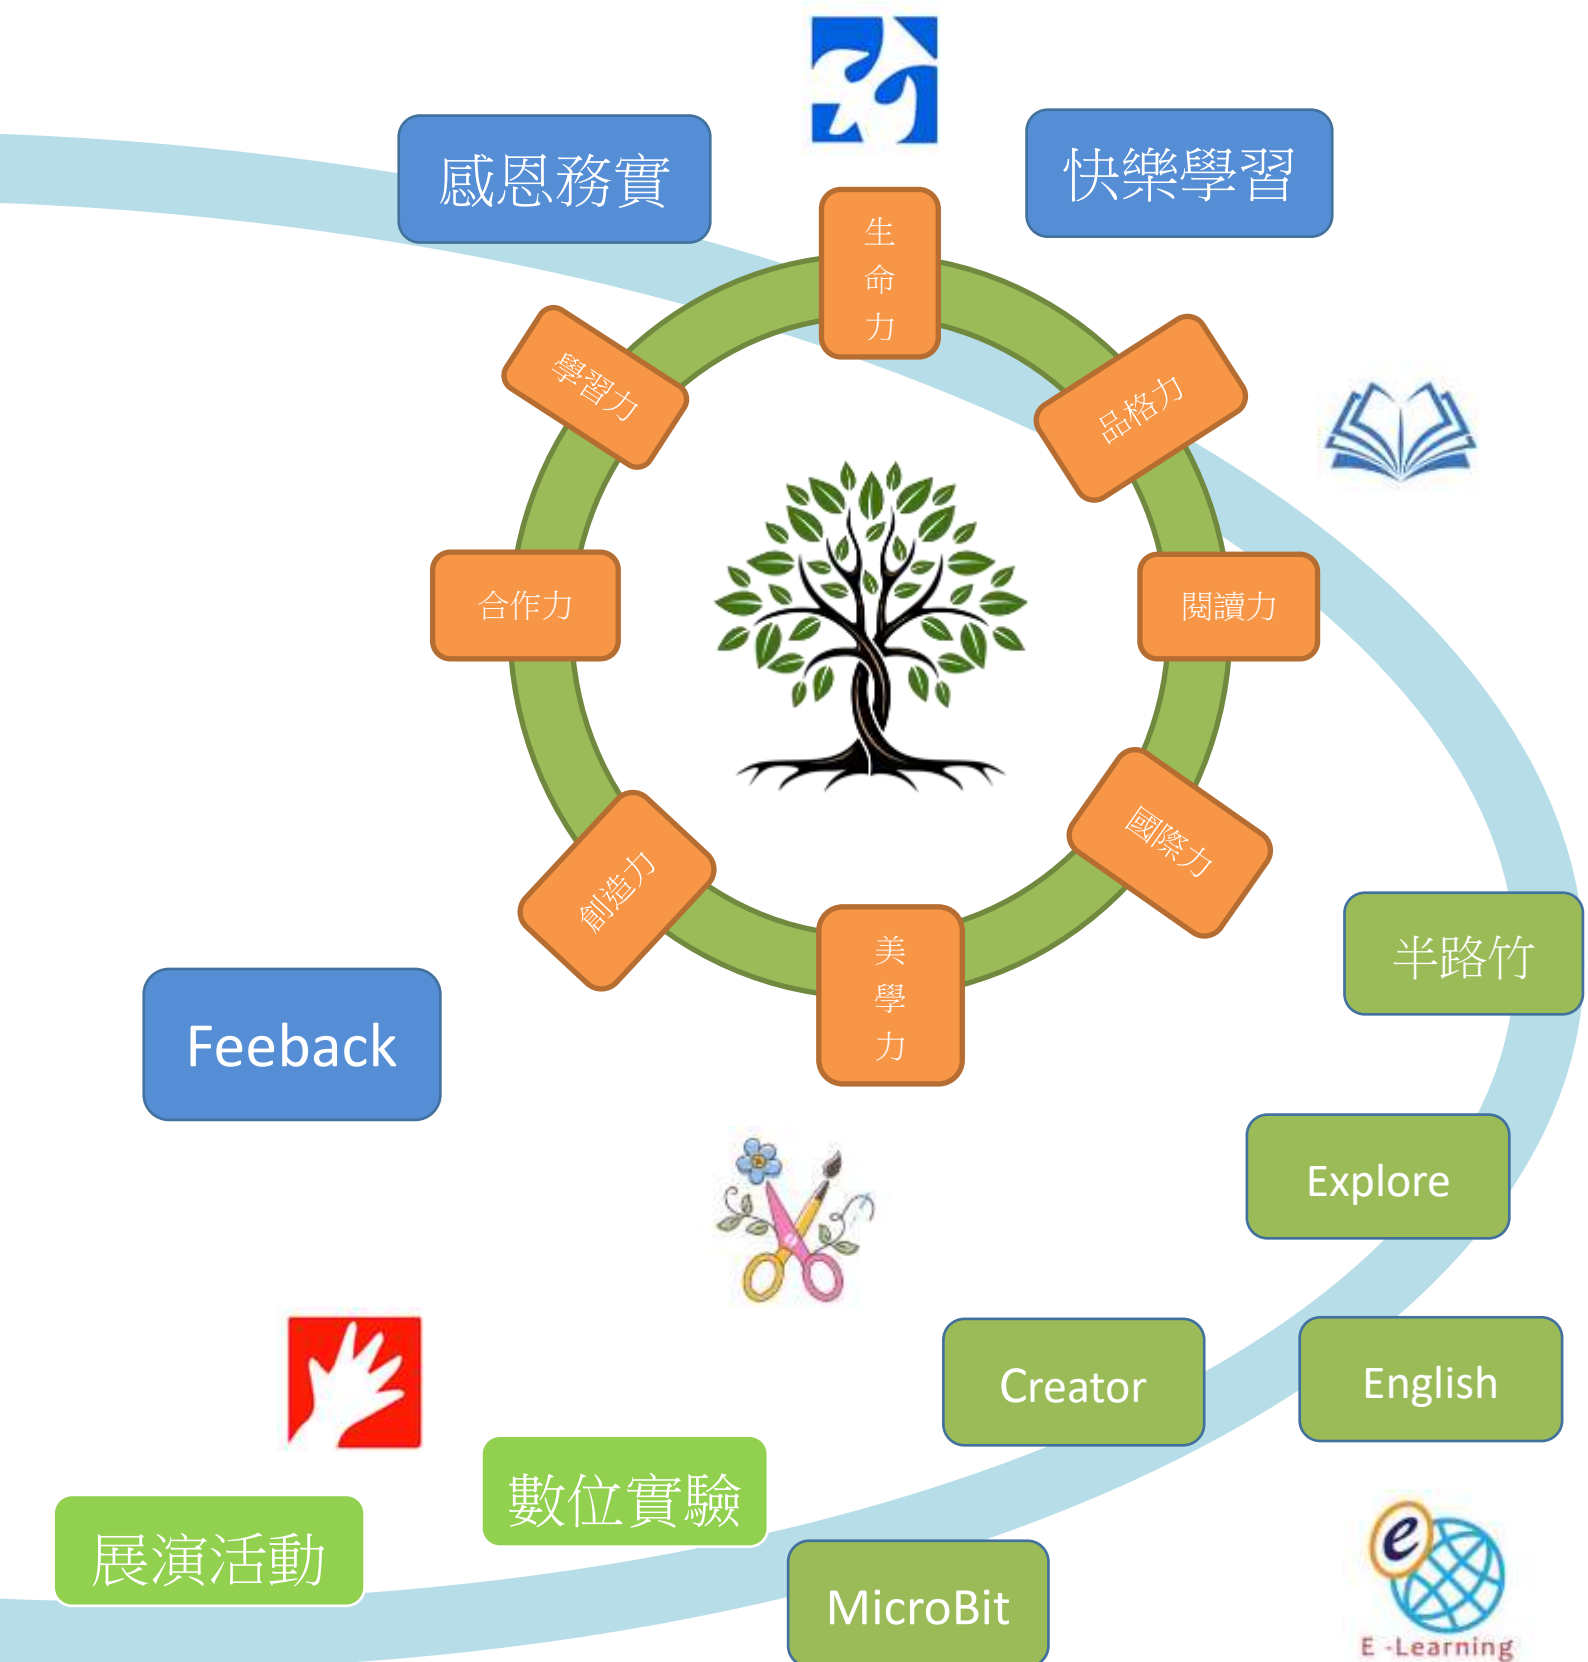 感恩務實
快樂學習
生
命
力
學習力
品格力
合作力
閱讀力
創造力
國際力
美
學
力
半路竹
Feeback
Explore
Creator
English
數位實驗
展演活動
MicroBit
e
E -Learning